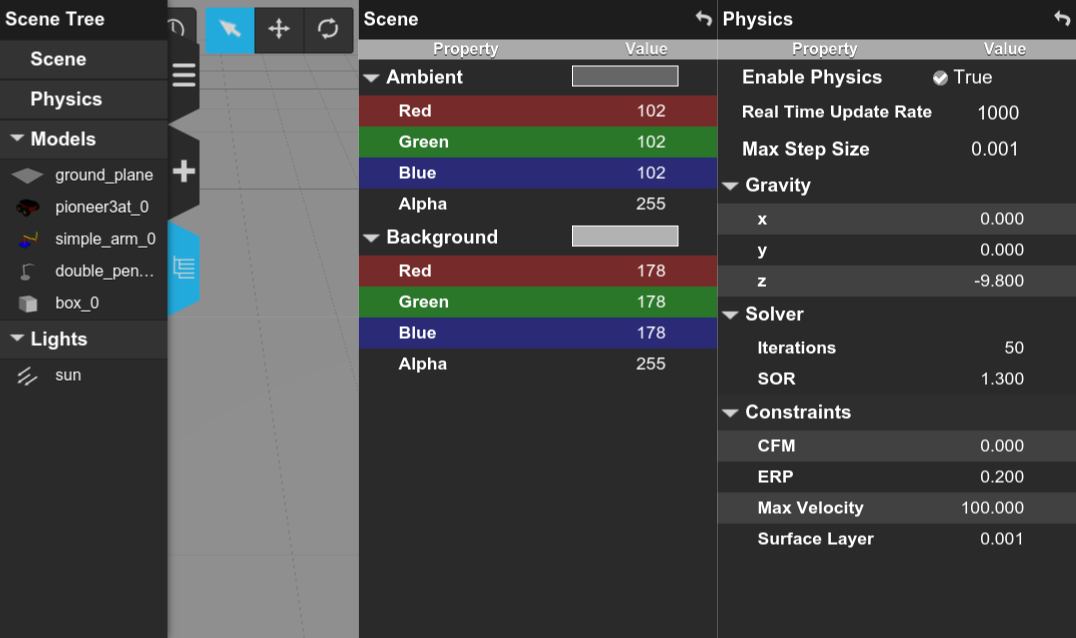 Scene Tree
Scene
Physics
Models
ground_plane
pioneer3at_0
simple_arm_0
double_pen...
box_0
Lights
sun
Scene
Property Value
Ambient
Red 102
Green 102
Blue 102
Alpha 255
Background
Red 178
Green 178
Blue 178
Alpha 255
Physics
Property Value
Enable Physics True
Real Time Update Rate 1000
Max Step Size 0.001
Gravity
x 0.000
y 0.000
z -9.800
Solver
Iterations 50
SOR 1.300
Constraints
CFM 0.000
ERP 0.200
Max Velocity 100.000
Surface Layer 0.001